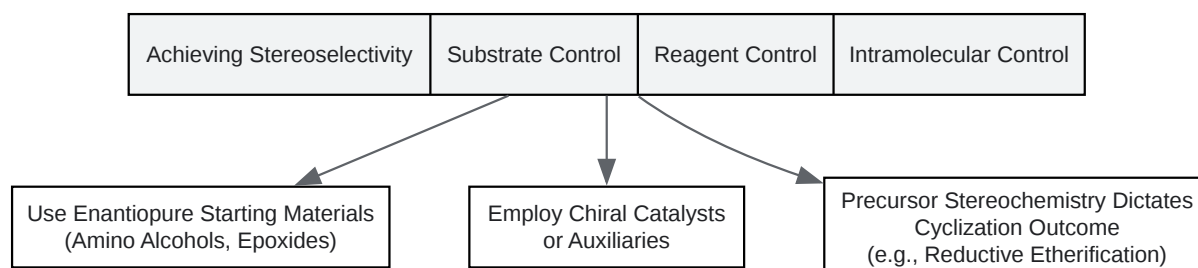 Achieving Stereoselectivity
Substrate Control
Reagent Control
Intramolecular Control
Use Enantiopure Starting Materials
(Amino Alcohols, Epoxides)
Employ Chiral Catalysts
or Auxiliaries
Precursor Stereochemistry Dictates
Cyclization Outcome
(e.g., Reductive Etherification)